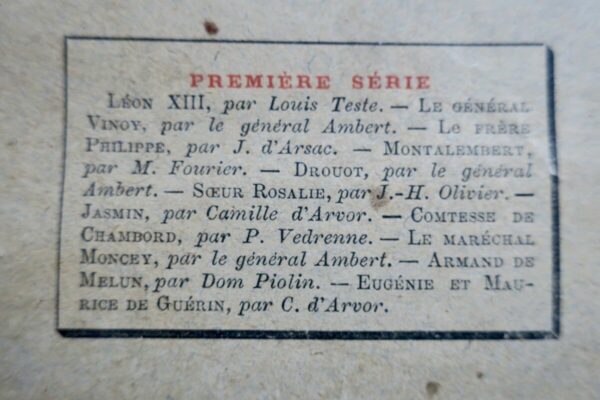 PREMIÈRE SÉRIE
LÉON XIII, par Louis Teste. — LE GÉNÉRAL
VINOY, par le général Ambert. — LE FRÈRE
PHILIPPE, par J. d'Arsac. — MONTALEMBERT,
par M. Fourier. — DROUOT, par le général
Ambert. — SŒUR ROSALIE, par J.-H. Olivier. —
JASMIN, par Camille d'Arvor. — COMTESSE DE
CHAMBORD, par P. Vedrenne. — LE MARÉCHAL
MONCEY, par le général Ambert. — ARMAND DE
MELUN, par Dom Piolin. — EUGÉNIE ET MAU-
RICE DE GUÉRIN, par C. d'Arvor.